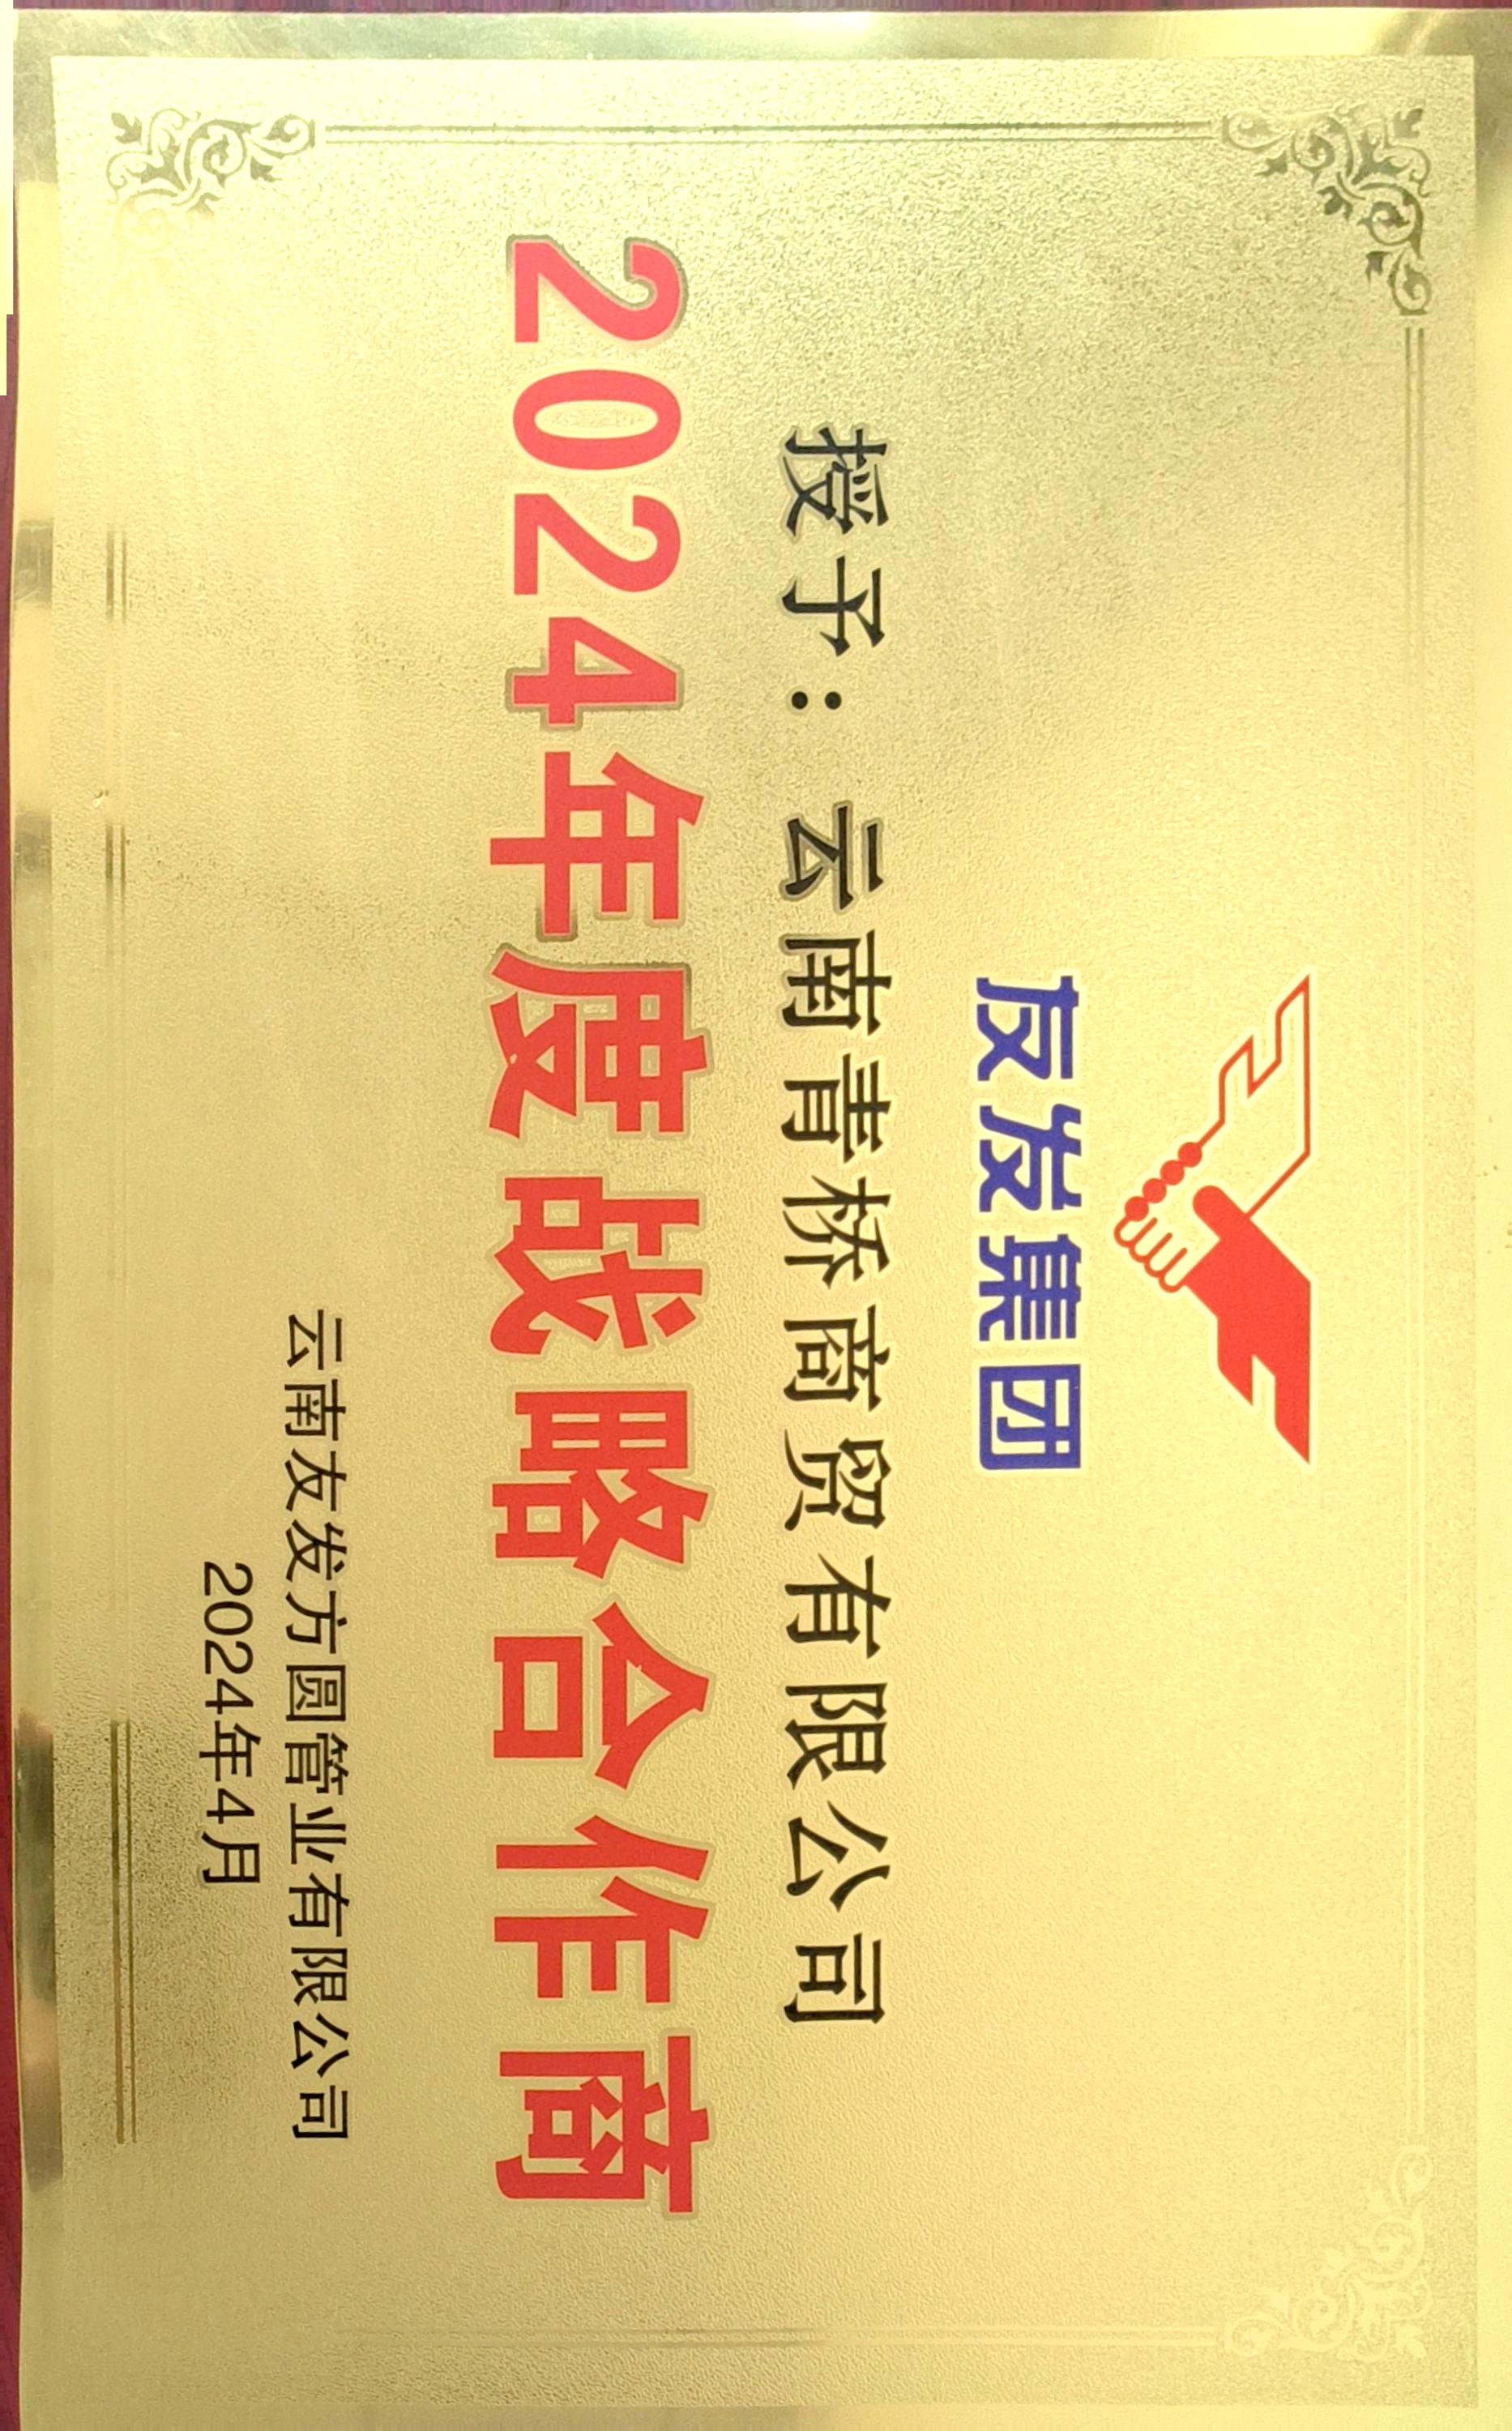 友发集团
授予：云南青桥商贸有限公司
2024年度战略合作商
云南友发方圆管业有限公司
2024年4月